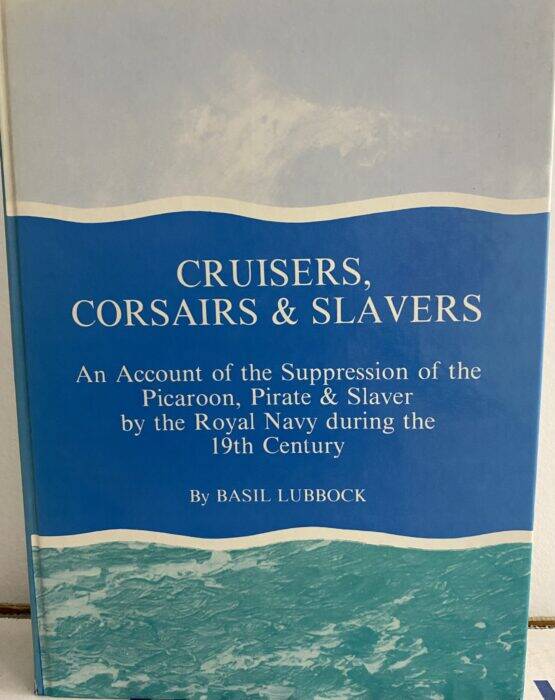 CRUISERS,
CORSAIRS & SLAVERS
An Account of the Suppression of the
Picaroon, Pirate & Slaver
by the Royal Navy during the
19th Century
By BASIL LUBBOCK